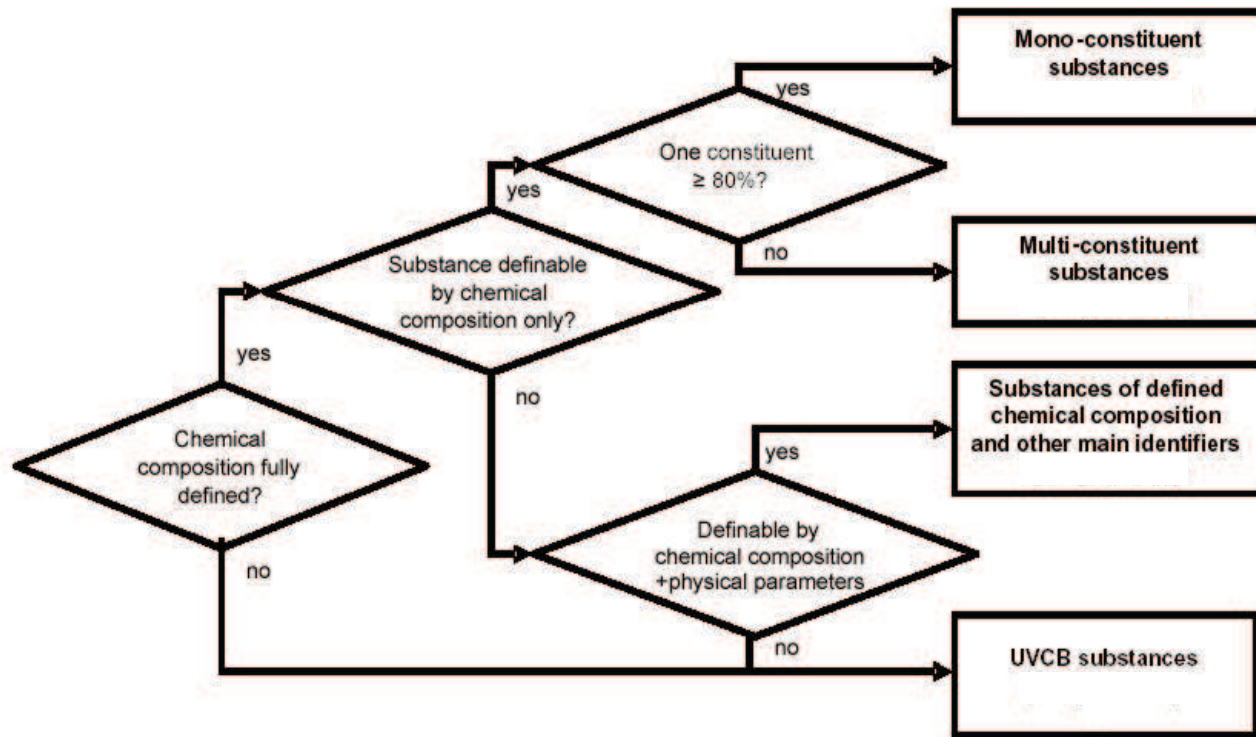 Mono-constituent
substances
yes
One constituent
≥ 80%?
yes
no
Multi-constituent
substances
Substance definable
by chemical
composition only?
yes
no
Substances of defined
chemical composition
and other main identifiers
Chemical
composition fully
defined?
yes
Definable by
chemical composition
+physical parameters
no
no
UVCB substances